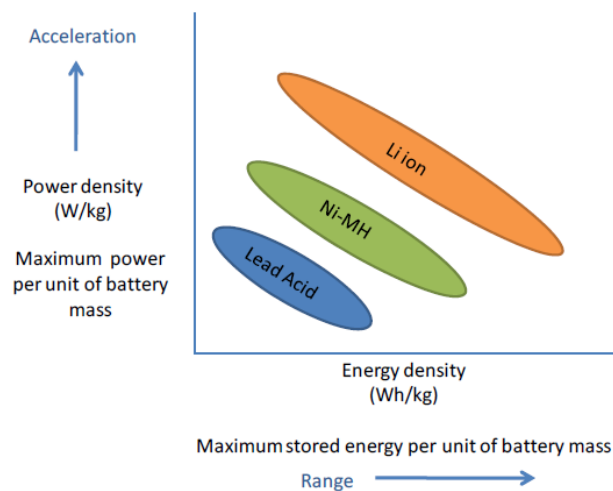 Acceleration
Power density
(W/kg)
Maximum power
per unit of battery
mass
Li ion
Ni-MH
Lead Acid
Energy density
(Wh/kg)
Maximum stored energy per unit of battery mass
Range